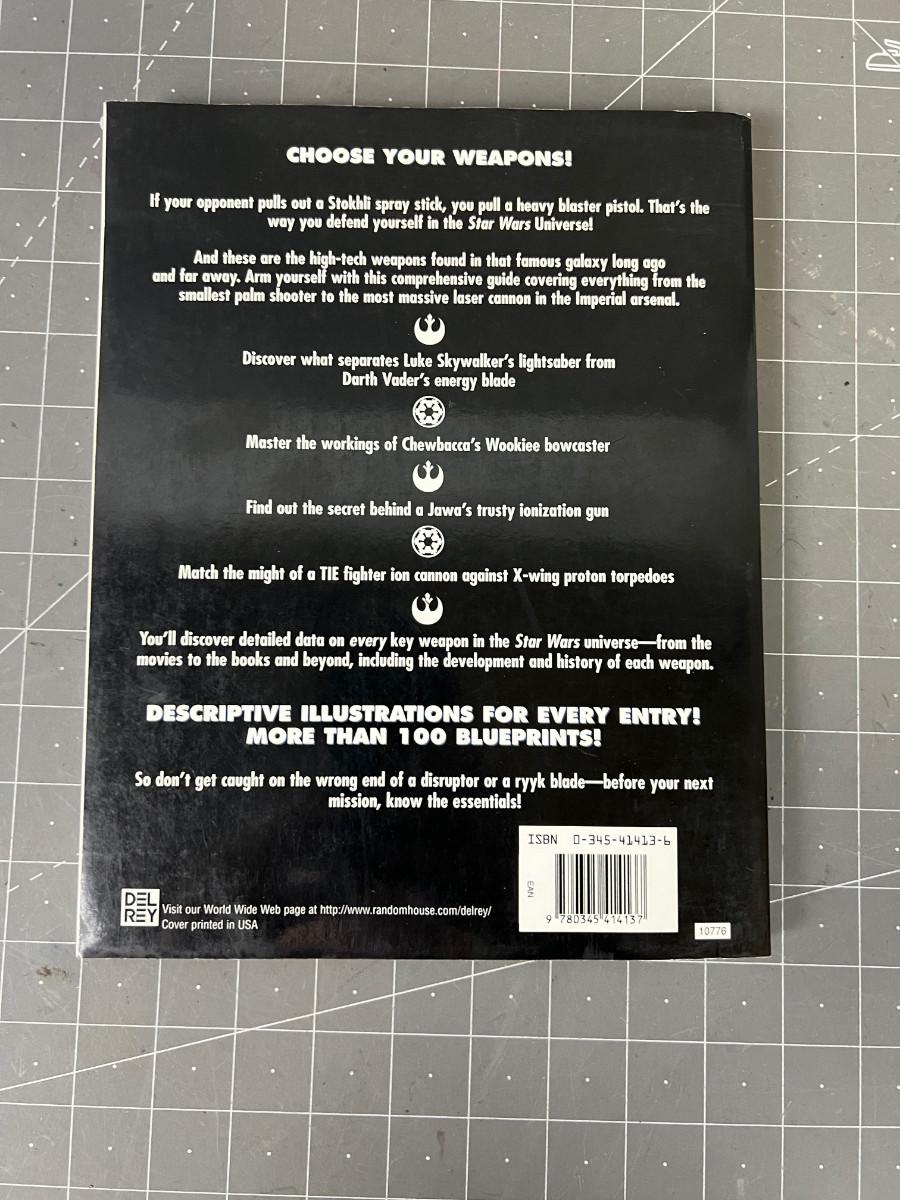 CHOOSE YOUR WEAPONS!
If your opponent pulls out a Stokhli spray stick, you pull a heavy blaster pistol. That's the
way you defend yourself in the Star Wars Universe!
And these are the high-tech weapons found in that famous galaxy long ago
and far away. Arm yourself with this comprehensive guide covering everything from the
smallest palm shooter to the most massive laser cannon in the Imperial arsenal.
Discover what separates Luke Skywalker's lightsaber from
Darth Vader's energy blade
Master the workings of Chewbacca's Wookiee bowcaster
Find out the secret behind a Jawa's trusty ionization gun
Match the might of a TIE fighter ion cannon against X-wing proton torpedoes
You'll discover detailed data on every key weapon in the Star Wars universe—from the
movies to the books and beyond, including the development and history of each weapon.
DESCRIPTIVE ILLUSTRATIONS FOR EVERY ENTRY!
MORE THAN 100 BLUEPRINTS!
So don't get caught on the wrong end of a disruptor or a ryyk blade—before your next
mission, know the essentials!
ISBN 0-345-41413-6
EAN
9 780345 414137
10776
DEL
REY
Visit our World Wide Web page at http://www.randomhouse.com/delrey/
Cover printed in USA